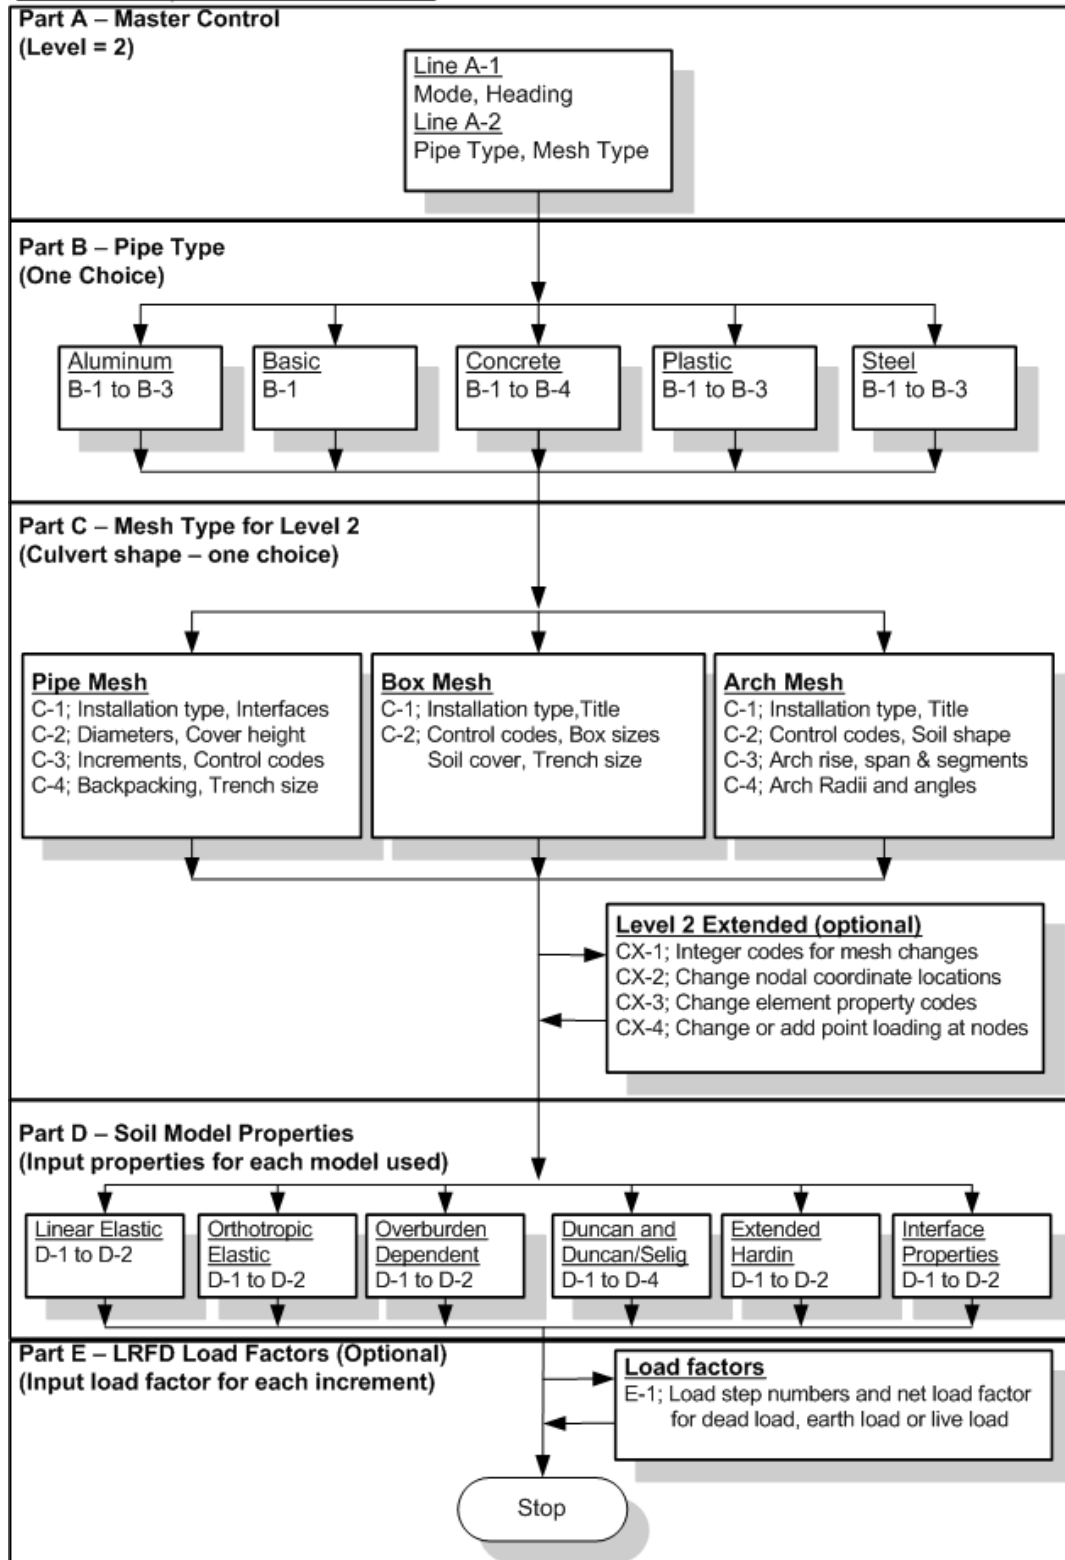 Part A – Master Control
(Level = 2)
Line A-1
Mode, Heading
Line A-2
Pipe Type, Mesh Type
Part B – Pipe Type
(One Choice)
Aluminum
B-1 to B-3
Basic
B-1
Concrete
B-1 to B-4
Plastic
B-1 to B-3
Steel
B-1 to B-3
Part C – Mesh Type for Level 2
(Culvert shape – one choice)
Pipe Mesh
C-1; Installation type, Interfaces
C-2; Diameters, Cover height
C-3; Increments, Control codes
C-4; Backpacking, Trench size
Box Mesh
C-1; Installation type,Title
C-2; Control codes, Box sizes
Soil cover, Trench size
Arch Mesh
C-1; Installation type, Title
C-2; Control codes, Soil shape
C-3; Arch rise, span & segments
C-4; Arch Radii and angles
Level 2 Extended (optional)
CX-1; Integer codes for mesh changes
CX-2; Change nodal coordinate locations
CX-3; Change element property codes
CX-4; Change or add point loading at nodes
Part D – Soil Model Properties
(Input properties for each model used)
Linear Elastic
D-1 to D-2
Orthotropic
Elastic
D-1 to D-2
Overburden
Dependent
D-1 to D-2
Duncan and
Duncan/Selig
D-1 to D-4
Extended
Hardin
D-1 to D-2
Interface
Properties
D-1 to D-2
Part E – LRFD Load Factors (Optional)
(Input load factor for each increment)
Load factors
E-1; Load step numbers and net load factor
for dead load, earth load or live load
Stop